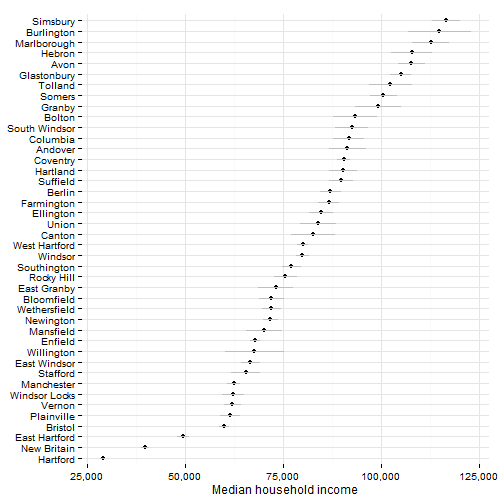 Simsbury
Burlington
Marlborough
Hebron
Avon
Glastonbury
Tolland
Somers
Granby
Bolton
South Windsor
Columbia
Andover
Coventry
Hartland
Suffield
Berlin
Farmington
Ellington
Union
Canton
West Hartford
Windsor
Southington
Rocky Hill
East Granby
Bloomfield
Wethersfield
Newington
Mansfield
Enfield
Willington
East Windsor
Stafford
Manchester
Windsor Locks
Vernon
Plainville
Bristol
East Hartford
New Britain
Hartford
25,000 50,000 75,000 100,000 125,000
Median household income